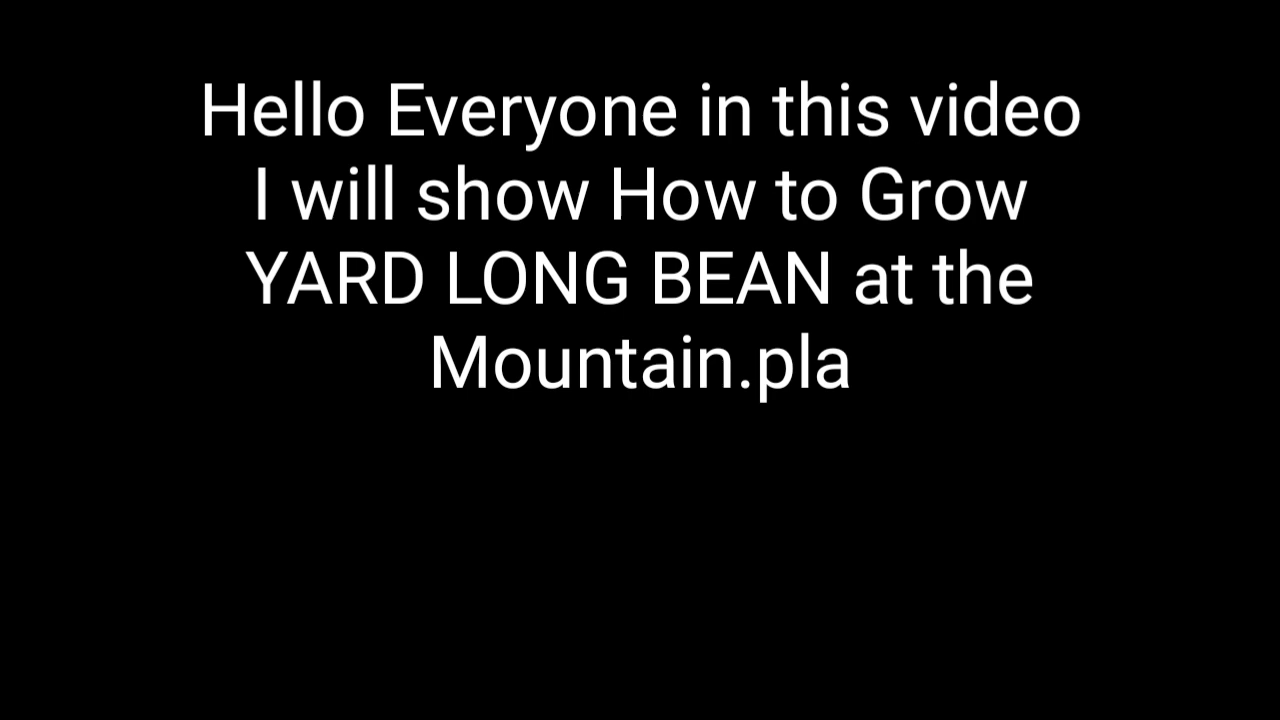 Hello Everyone in this video
I will show How to Grow
YARD LONG BEAN at the
Mountain.pla